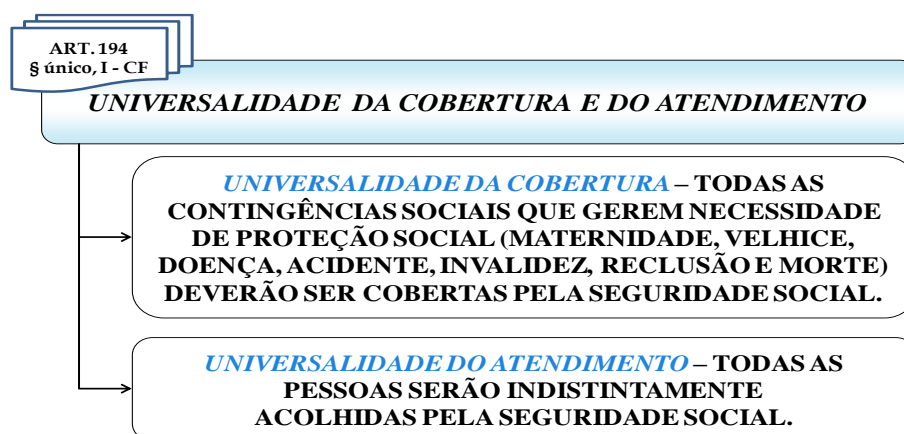 ART. 194
§ único, I - CF
UNIVERSALIDADE DA COBERTURA E DO ATENDIMENTO
UNIVERSALIDADE DA COBERTURA – TODAS AS
CONTINGÊNCIAS SOCIAIS QUE GEREM NECESSIDADE
DE PROTEÇÃO SOCIAL (MATERNIDADE, VELHICE,
DOENÇA, ACIDENTE, INVALIDEZ, RECLUSÃO E MORTE)
DEVERÃO SER COBERTAS PELA SEGURIDADE SOCIAL.
UNIVERSALIDADE DO ATENDIMENTO – TODAS AS
PESSOAS SERÃO INDISTINTAMENTE
ACOLHIDAS PELA SEGURIDADE SOCIAL.